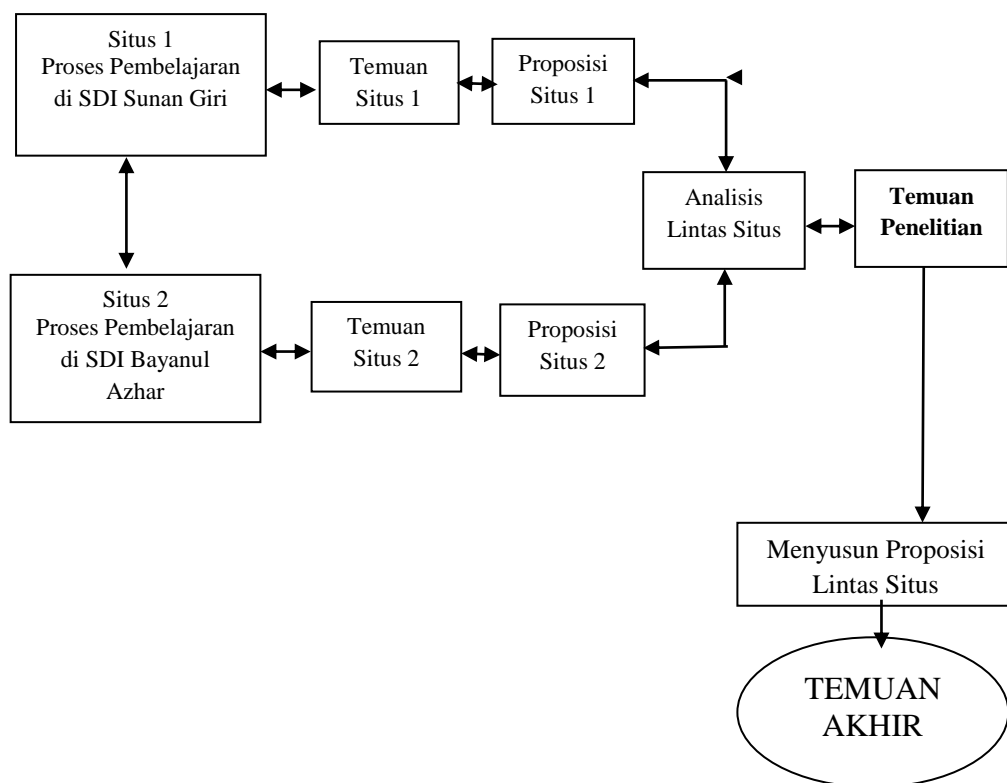 Situs 1
Proses Pembelajaran
di SDI Sunan Giri
Temuan
Situs 1
Proposisi
Situs 1
Analisis
Lintas Situs
Temuan
Penelitian
Situs 2
Proses Pembelajaran
di SDI Bayanul
Azhar
Temuan
Situs 2
Proposisi
Situs 2
Menyusun Proposisi
Lintas Situs
TEMUAN
AKHIR